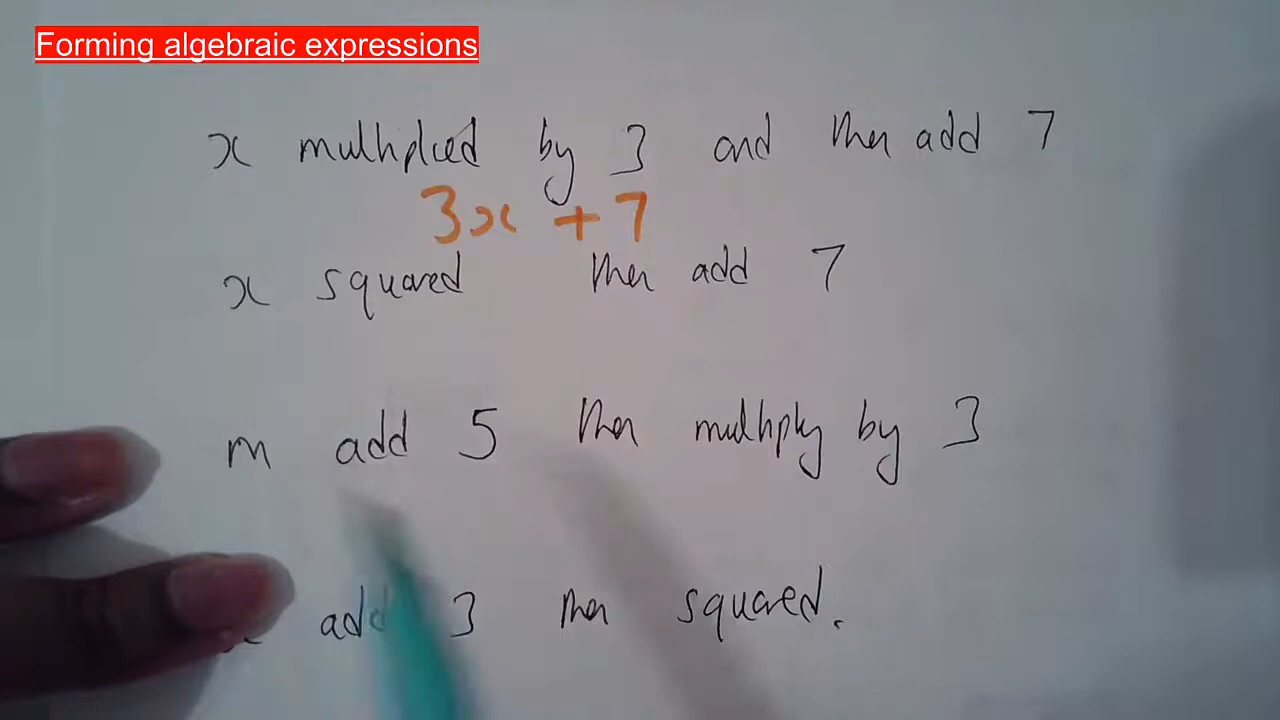 Forming algebraic expressions
x multiplied by 3 and then add 7
3x + 7
x squared then add 7
m add 5 then multiply by 3
add 3 then squared.